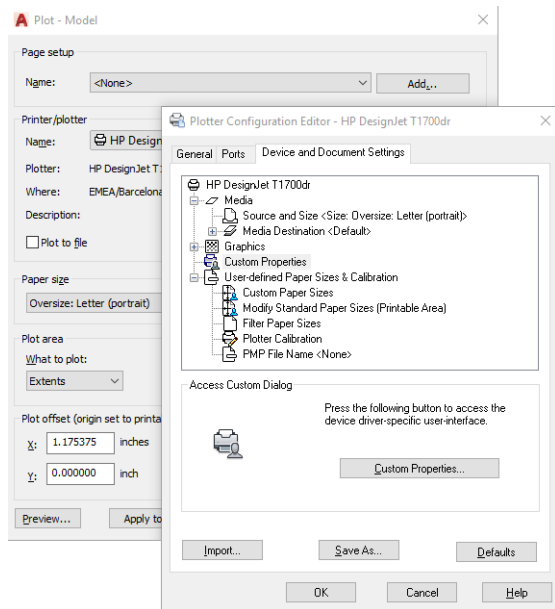 Plot - Model
Page setup
Name: <None> Add...
Printer/plotter
Name: HP Design
Plotter: HP DesignJet T
Where: EMEA/Barcelona
Description:
Plot to file
Paper size
Oversize: Letter (portrait)
Plot area
What to plot:
Extents
Plot offset (origin set to printa
X: 1.175375 inches
Y: 0.000000 inch
Preview... Apply to
Plotter Configuration Editor - HP DesignJet T1700dr
General Ports Device and Document Settings
HP DesignJet T1700dr
Media
Source and Size <Size: Oversize: Letter (portrait)>
Media Destination <Default>
Graphics
Custom Properties
User-defined Paper Sizes & Calibration
Custom Paper Sizes
Modify Standard Paper Sizes (Printable Area)
Filter Paper Sizes
Plotter Calibration
PMP File Name <None>
Access Custom Dialog
Press the following button to access the
device driver-specific user-interface.
Custom Properties...
Import... Save As... Defaults
OK Cancel Help